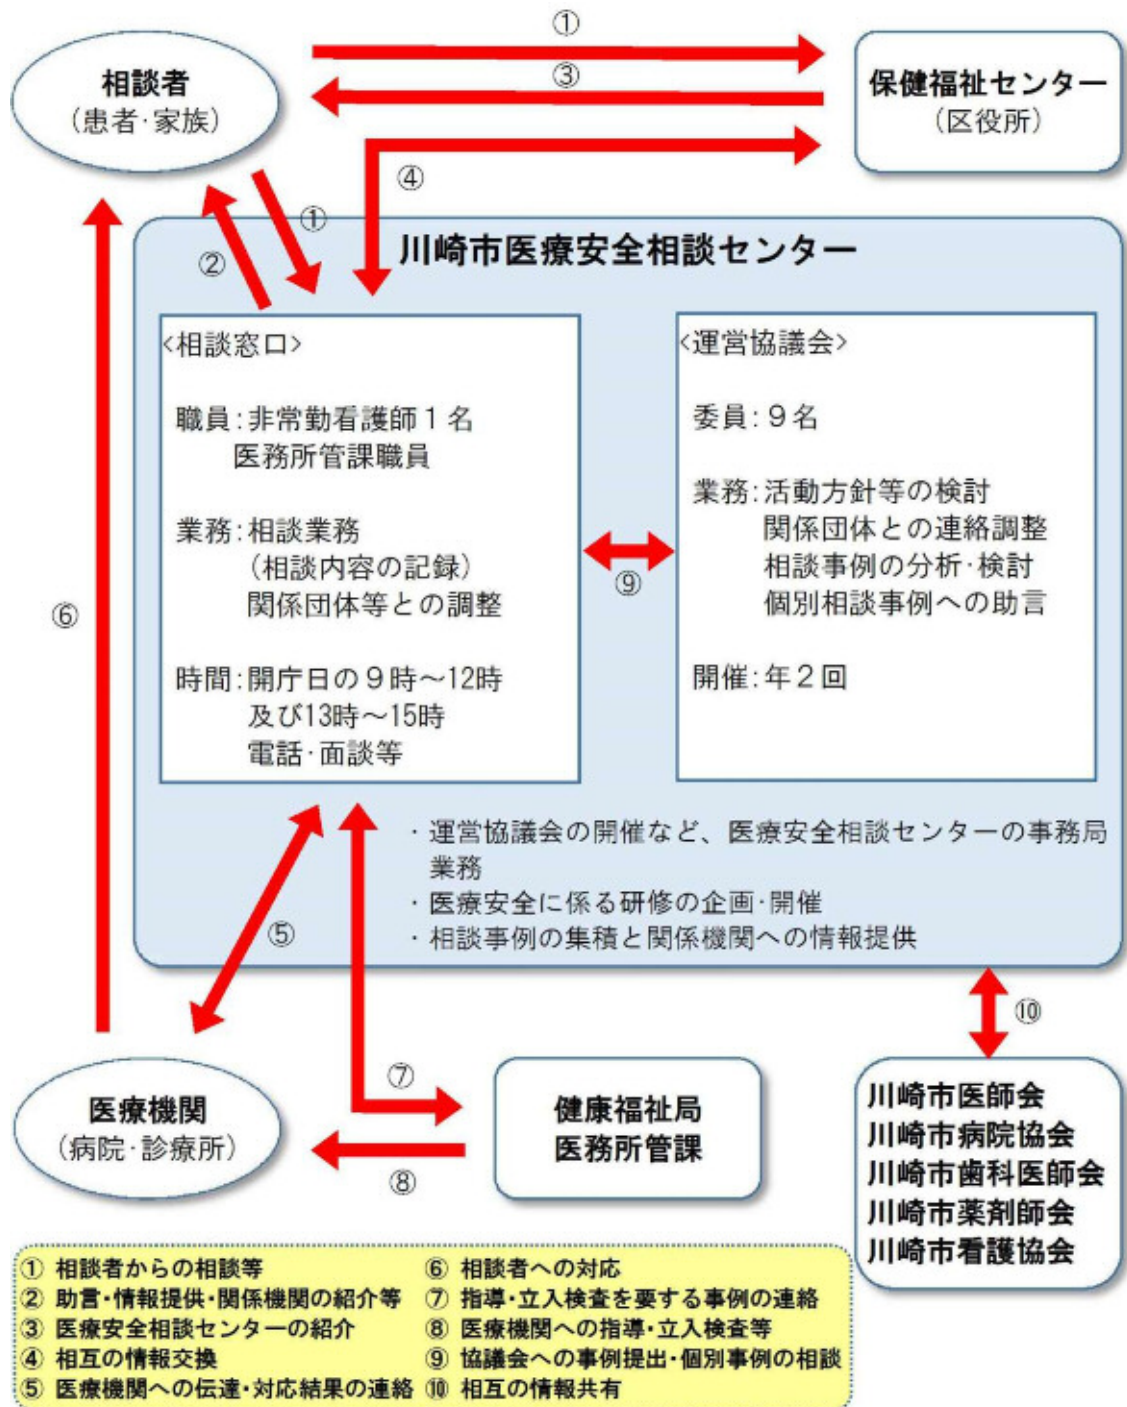 ①
相談者
(患者・家族)
③
保健福祉センター
(区役所)
④
①
②
川崎市医療安全相談センター
<相談窓口>
職員:非常勤看護師1名
医務所管課職員
業務:相談業務
(相談内容の記録)
関係団体等との調整
時間:開庁日の9時~12時
及び13時~15時
電話・面談等
⑨
<運営協議会>
委員:9名
業務:活動方針等の検討
関係団体との連絡調整
相談事例の分析・検討
個別相談事例への助言
開催:年2回
⑥
・運営協議会の開催など、医療安全相談センターの事務局
業務
・医療安全に係る研修の企画・開催
・相談事例の集積と関係機関への情報提供
⑤
⑩
医療機関
(病院・診療所)
⑦
⑧
健康福祉局
医務所管課
川崎市医師会
川崎市病院協会
川崎市歯科医師会
川崎市薬剤師会
川崎市看護協会
① 相談者からの相談等
② 助言・情報提供・関係機関の紹介等
③ 医療安全相談センターの紹介
④ 相互の情報交換
⑤ 医療機関への伝達・対応結果の連絡
⑥ 相談者への対応
⑦ 指導・立入検査を要する事例の連絡
⑧ 医療機関への指導・立入検査等
⑨ 協議会への事例提出・個別事例の相談
⑩ 相互の情報共有